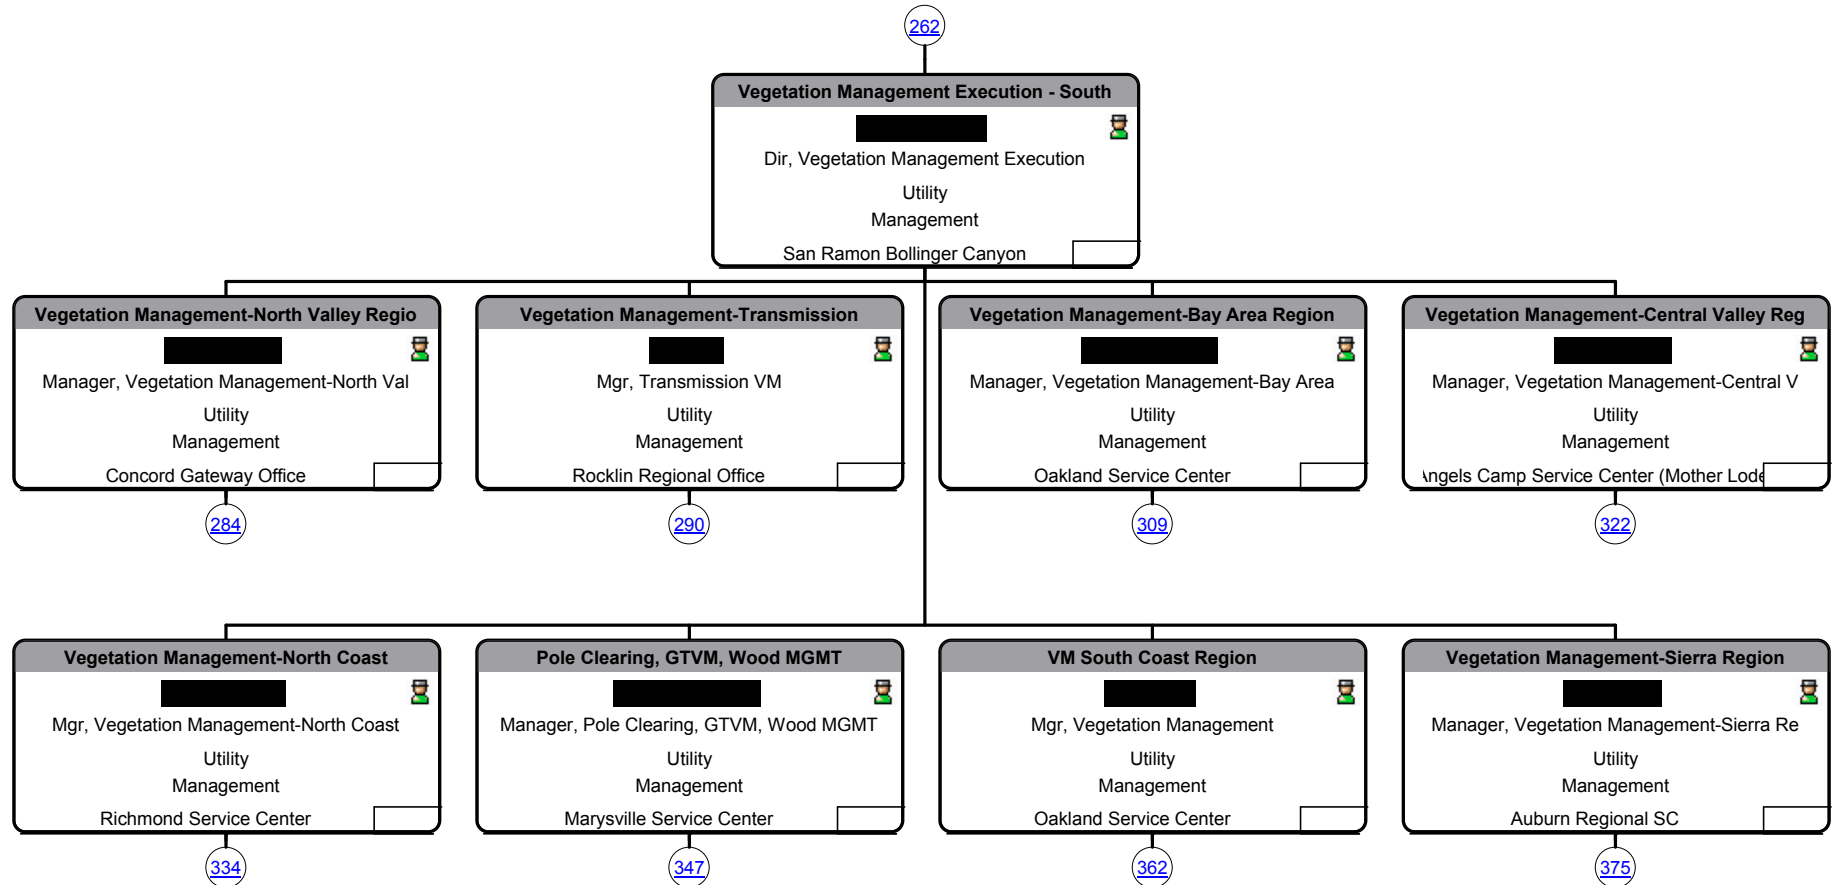 262
Vegetation Management Execution - South
Dir, Vegetation Management Execution
Utility
Management
San Ramon Bollinger Canyon
Vegetation Management-North Valley Regio
Manager, Vegetation Management-North Val
Utility
Management
Concord Gateway Office
284
Vegetation Management-Transmission
Mgr, Transmission VM
Utility
Management
Rocklin Regional Office
290
Vegetation Management-Bay Area Region
Manager, Vegetation Management-Bay Area
Utility
Management
Oakland Service Center
309
Vegetation Management-Central Valley Reg
Manager, Vegetation Management-Central V
Utility
Management
Angels Camp Service Center (Mother Lode
322
Vegetation Management-North Coast
Mgr, Vegetation Management-North Coast
Utility
Management
Richmond Service Center
334
Pole Clearing, GTVM, Wood MGMT
Manager, Pole Clearing, GTVM, Wood MGMT
Utility
Management
Marysville Service Center
347
VM South Coast Region
Mgr, Vegetation Management
Utility
Management
Oakland Service Center
362
Vegetation Management-Sierra Region
Manager, Vegetation Management-Sierra Re
Utility
Management
Auburn Regional SC
375